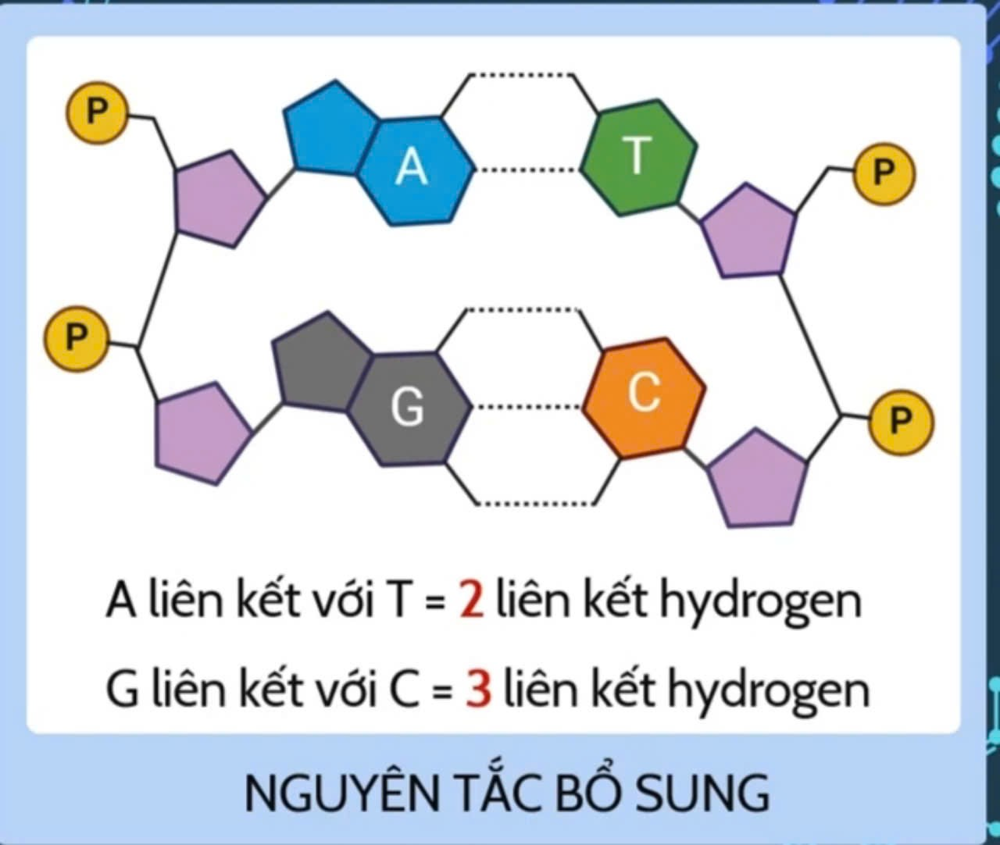 P
A
T
P
P
G
C
P
A liên kết với T = 2 liên kết hydrogen
G liên kết với C = 3 liên kết hydrogen
NGUYÊN TẮC BỔ SUNG